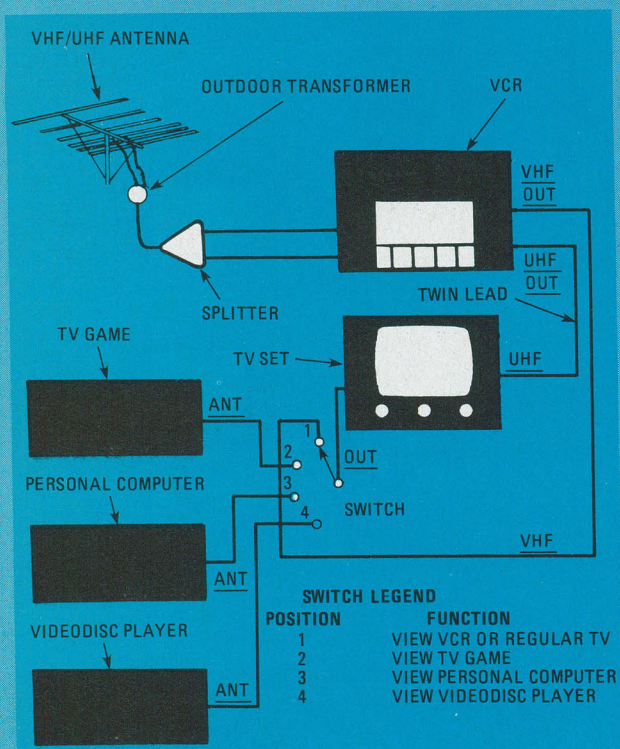 VHF/UHF ANTENNA
OUTDOOR TRANSFORMER
VCR
VHF
OUT
UHF
OUT
SPLITTER
TWIN LEAD
TV GAME
TV SET
UHF
ANT
1
OUT
2
PERSONAL COMPUTER
3
SWITCH
4
VHF
ANT
SWITCH LEGEND
POSITION FUNCTION
1 VIEW VCR OR REGULAR TV
2 VIEW TV GAME
3 VIEW PERSONAL COMPUTER
4 VIEW VIDEODISC PLAYER
VIDEODISC PLAYER
ANT